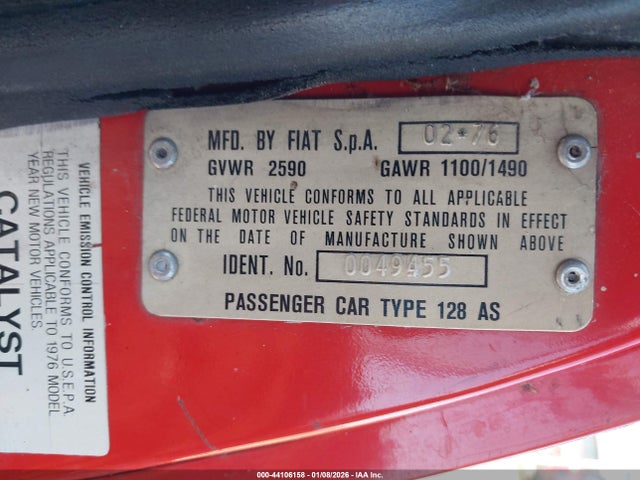 MFD. BY FIAT S.p.A. 02*76
GVWR 2590 GAWR 1100/1490
THIS VEHICLE CONFORMS TO ALL APPLICABLE
FEDERAL MOTOR VEHICLE SAFETY STANDARDS IN EFFECT
ON THE DATE OF MANUFACTURE SHOWN ABOVE
IDENT. No. 0049455
PASSENGER CAR TYPE 128 AS
VEHICLE EMISSION CONTROL INFORMATION
THIS VEHICLE CONFORMS TO U.S.E.P.A.
REGULATIONS APPLICABLE TO 1976 MODEL
YEAR NEW MOTOR VEHICLES.
CATALYST
000-44106158 - 01/08/2026 - IAA Inc.